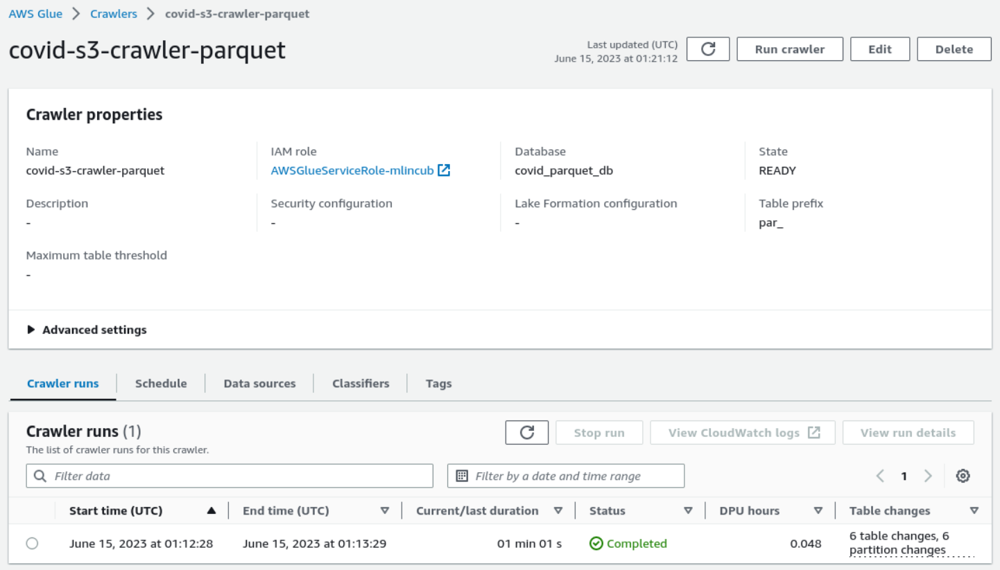 AWS Glue > Crawlers > covid-s3-crawler-parquet
covid-s3-crawler-parquet
Last updated (UTC)
June 15, 2023 at 01:21:12
Run crawler
Edit
Delete
Crawler properties
Name
covid-s3-crawler-parquet
IAM role
AWSGlueServiceRole-mlincub
Database
covid_parquet_db
State
READY
Description
-
Security configuration
-
Lake Formation configuration
-
Table prefix
par_
Maximum table threshold
-
Advanced settings
Crawler runs
Schedule
Data sources
Classifiers
Tags
Crawler runs (1)
The list of crawler runs for this crawler.
Stop run
View CloudWatch logs
View run details
Filter data
Filter by a date and time range
1
Start time (UTC)
End time (UTC)
Current/last duration
Status
DPU hours
Table changes
June 15, 2023 at 01:12:28
June 15, 2023 at 01:13:29
01 min 01 s
Completed
0.048
6 table changes, 6
partition changes